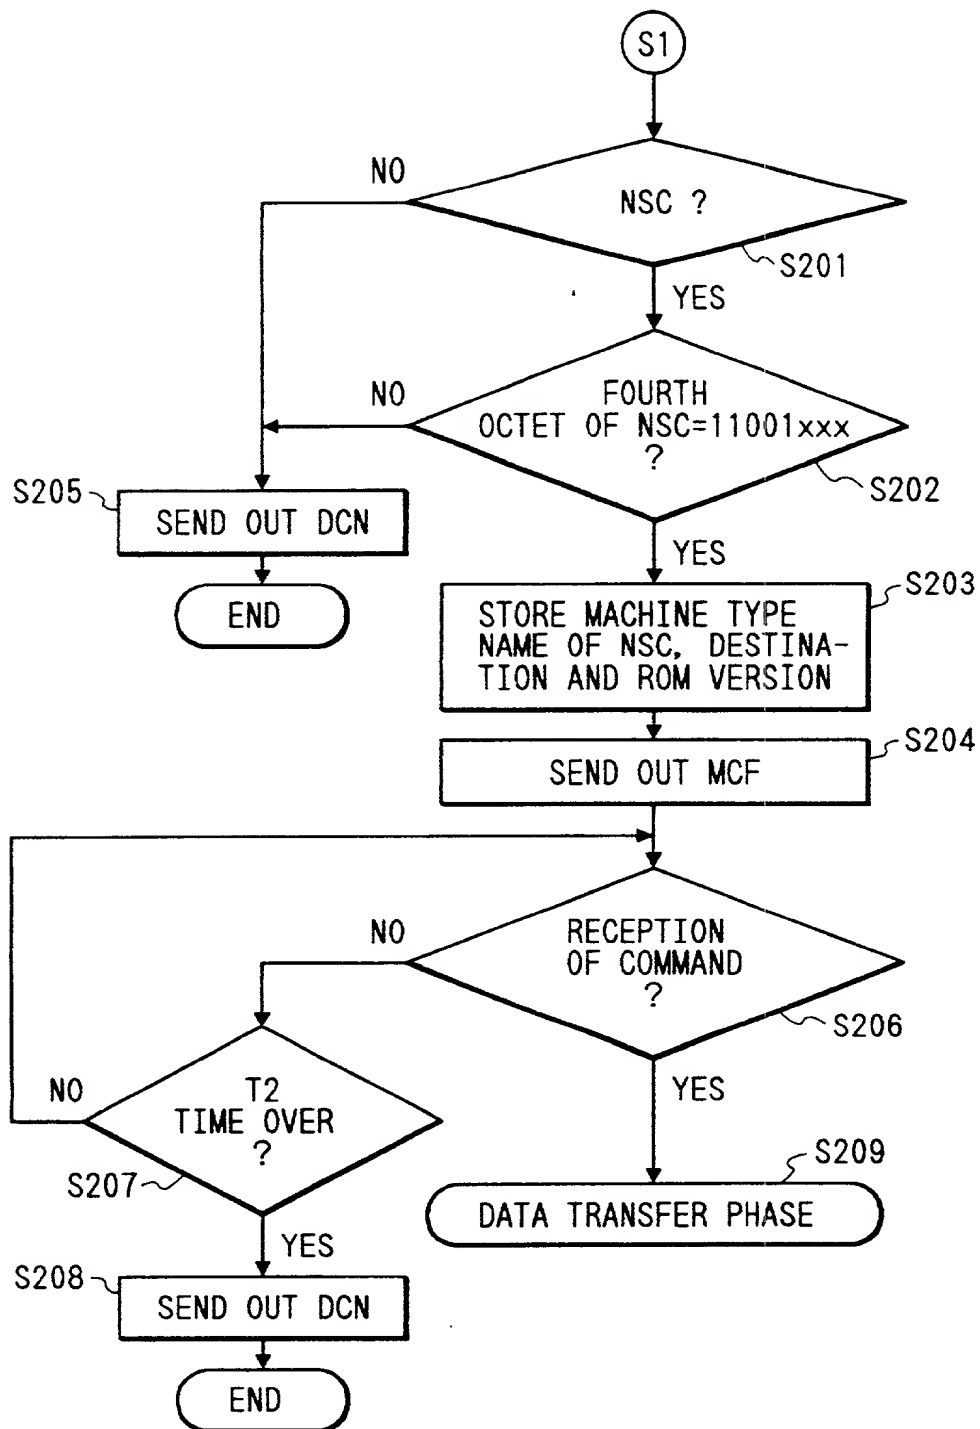 S1
NO
NSC ?
S201
YES
NO
FOURTH
OCTET OF NSC=11001xxx
?
S202
S205
SEND OUT DCN
YES
END
S203
STORE MACHINE TYPE
NAME OF NSC, DESTINA-
TION AND ROM VERSION
S204
SEND OUT MCF
NO
RECEPTION
OF COMMAND
?
S206
NO
T2
TIME OVER
?
YES
S207
S209
DATA TRANSFER PHASE
YES
S208
SEND OUT DCN
END